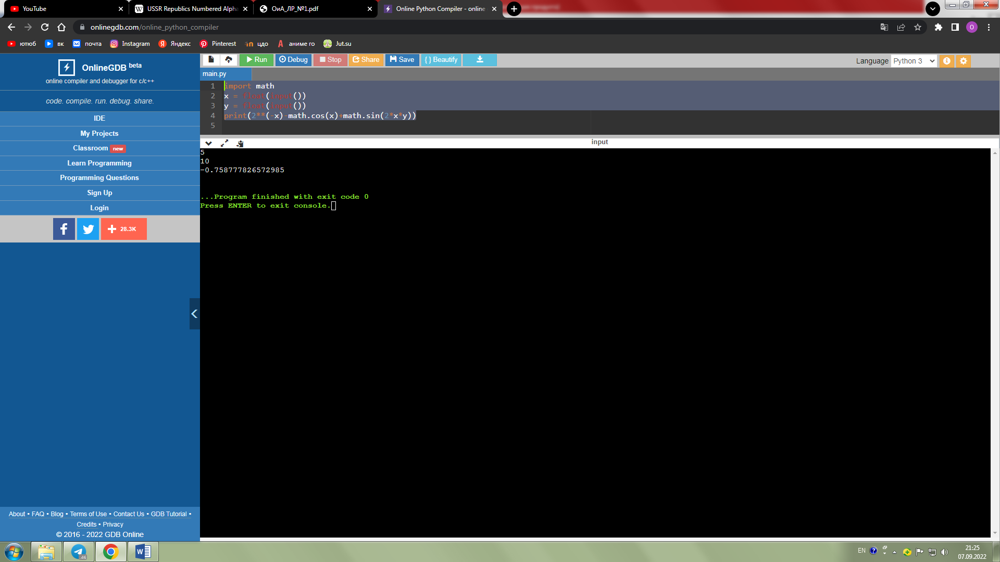 YouTube
USSR Republics Numbered Alpha
ОиА_ЛР_№1.pdf
Online Python Compiler - online
onlinegdb.com/online_python_compiler
О
ютюб
вк
почта
Instagram
Яндекс
Pinterest
цдо
аниме го
Jut.su
OnlineGDB beta
online compiler and debugger for c/c++
code. compile. run. debug. share.
IDE
My Projects
Classroom new
Learn Programming
Programming Questions
Sign Up
Login
28.3K
About • FAQ • Blog • Terms of Use • Contact Us • GDB Tutorial •
Credits • Privacy
© 2016 - 2022 GDB Online
Run
Debug
Stop
Share
Save
{ } Beautify
Language Python 3
main.py
1 import math
2 x = float(input())
3 y = float(input())
4 print(2**(-x)-math.cos(x)+math.sin(2*x*y))
5
input
5
10
-0.758777826572985
...Program finished with exit code 0
Press ENTER to exit console.
46
EN
21:25
07.09.2022